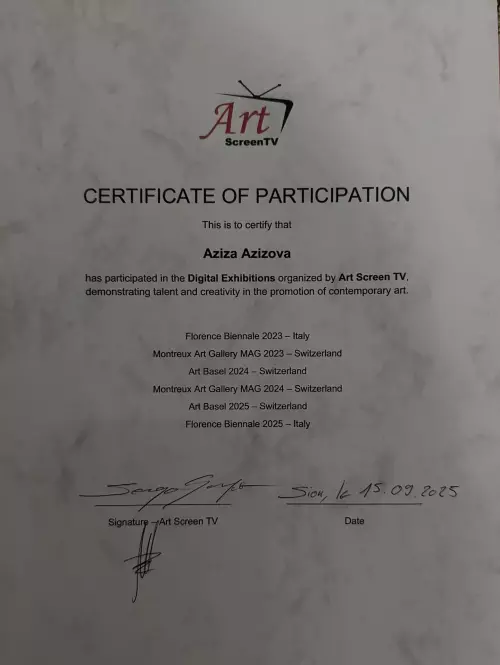 Art
ScreenTV
CERTIFICATE OF PARTICIPATION
This is to certify that
Aziza Azizova
has participated in the Digital Exhibitions organized by Art Screen TV,
demonstrating talent and creativity in the promotion of contemporary art.
Florence Biennale 2023 – Italy
Montreux Art Gallery MAG 2023 – Switzerland
Art Basel 2024 – Switzerland
Montreux Art Gallery MAG 2024 – Switzerland
Art Basel 2025 – Switzerland
Florence Biennale 2025 – Italy
Sion, le 15.09.2025
Signature – Art Screen TV
Date